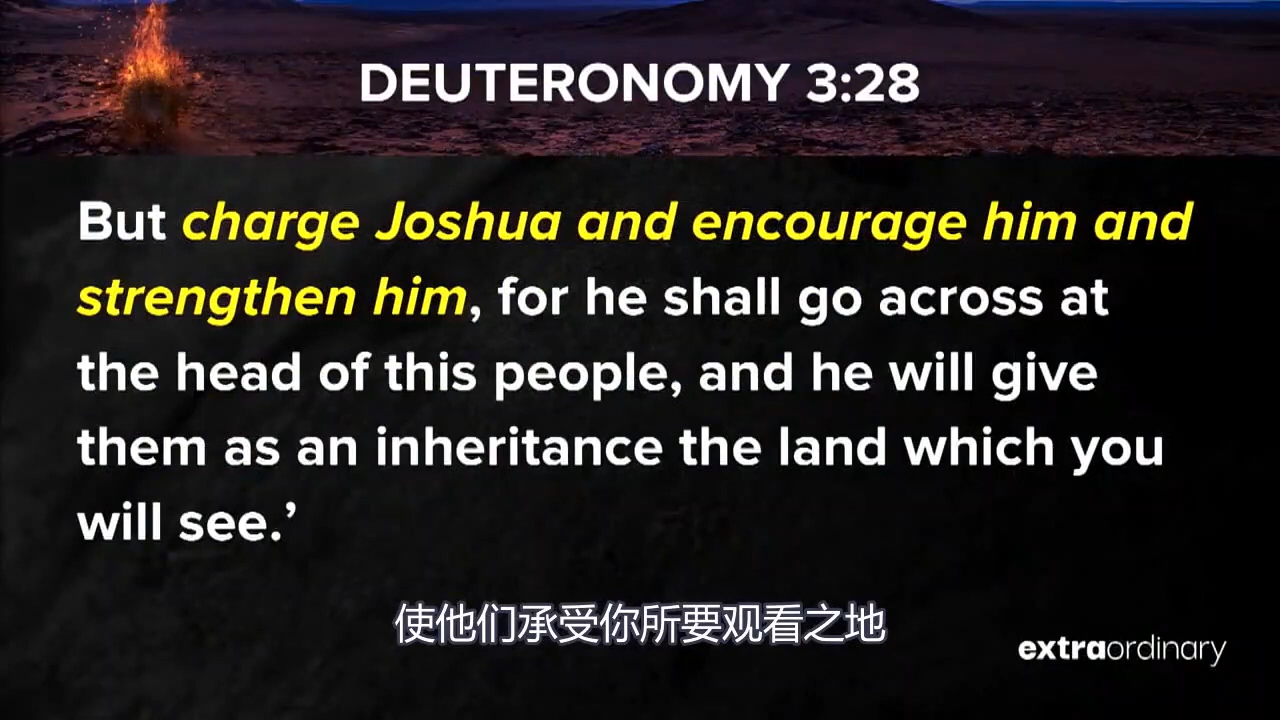 DEUTERONOMY 3:28
But charge Joshua and encourage him and
strengthen him, for he shall go across at
the head of this people, and he will give
them as an inheritance the land which you
will see.’
使他们承受你所要观看之地
extraordinary